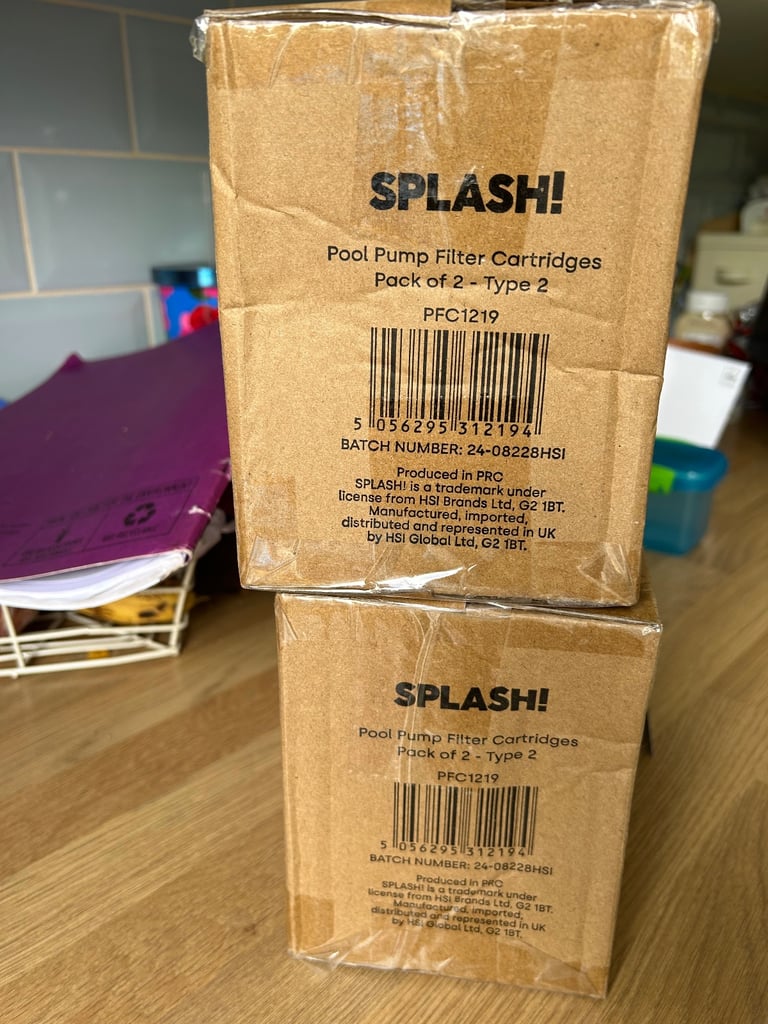 SPLASH!
Pool Pump Filter Cartridges
Pack of 2 - Type 2
PFC1219
5 056295 312194
BATCH NUMBER: 24-08228HSI
Produced in PRC
SPLASH! is a trademark under
license from HSI Brands Ltd, G2 1BT.
Manufactured, imported,
distributed and represented in UK
by HSI Global Ltd, G2 1BT.
SPLASH!
Pool Pump Filter Cartridges
Pack of 2 - Type 2
PFC1219
5 056295 312194
BATCH NUMBER: 24-08228HSI
Produced in PRC
SPLASH! is a trademark under
license from HSI Brands Ltd, G2 1BT.
Manufactured, imported,
distributed and represented in UK
by HSI Global Ltd, G2 1BT.